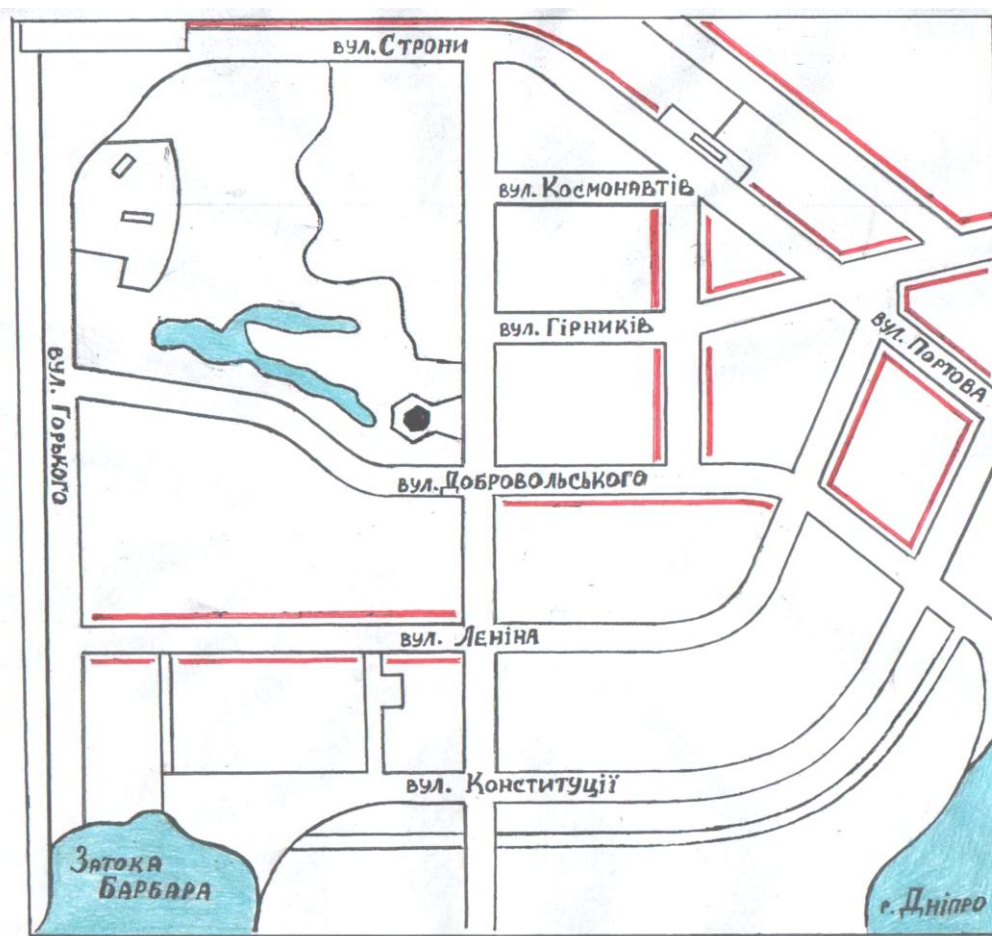 вул. Строни
вул. Космонавтів
вул. Гірників
вул. Портова
вул. Горького
вул. Добровольського
вул. Леніна
вул. Конституції
Затока
Барбара
р. Дніпро